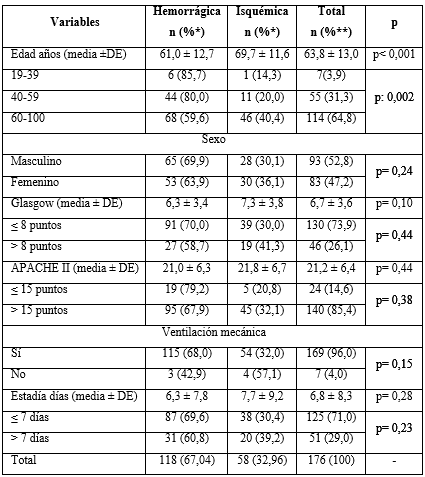 Variables Hemorrágica n (%*) Isquémica n (%*) Total n (%**) p
Edad años (media ±DE) 61,0 ± 12,7 69,7 ± 11,6 63,8 ± 13,0 p< 0,001
19-39 6 (85,7) 1 (14,3) 7(3,9) p: 0,002
40-59 44 (80,0) 11 (20,0) 55 (31,3)
60-100 68 (59,6) 46 (40,4) 114 (64,8)
Sexo
Masculino 65 (69,9) 28 (30,1) 93 (52,8) p= 0,24
Femenino 53 (63,9) 30 (36,1) 83 (47,2)
Glasgow (media ± DE) 6,3 ± 3,4 7,3 ± 3,8 6,7 ± 3,6 p= 0,10
≤ 8 puntos 91 (70,0) 39 (30,0) 130 (73,9) p= 0,44
> 8 puntos 27 (58,7) 19 (41,3) 46 (26,1)
APACHE II (media ± DE) 21,0 ± 6,3 21,8 ± 6,7 21,2 ± 6,4 p= 0,44
≤ 15 puntos 19 (79,2) 5 (20,8) 24 (14,6) p= 0,38
> 15 puntos 95 (67,9) 45 (32,1) 140 (85,4)
Ventilación mecánica
Sí 115 (68,0) 54 (32,0) 169 (96,0) p= 0,15
No 3 (42,9) 4 (57,1) 7 (4,0)
Estadía días (media ± DE) 6,3 ± 7,8 7,7 ± 9,2 6,8 ± 8,3 p= 0,28
≤ 7 días 87 (69,6) 38 (30,4) 125 (71,0) p= 0,23
> 7 días 31 (60,8) 20 (39,2) 51 (29,0)
Total 118 (67,04) 58 (32,96) 176 (100) -